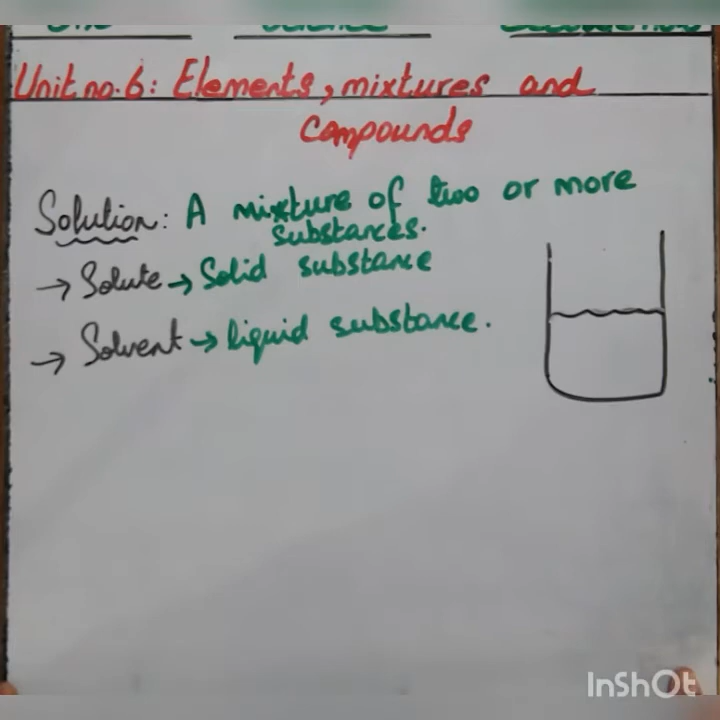 Unit no.6: Elements, mixtures and
compounds
Solution: A mixture of two or more
substances.
→ Solute → Solid substance
→ Solvent → liquid substance.
InShOt